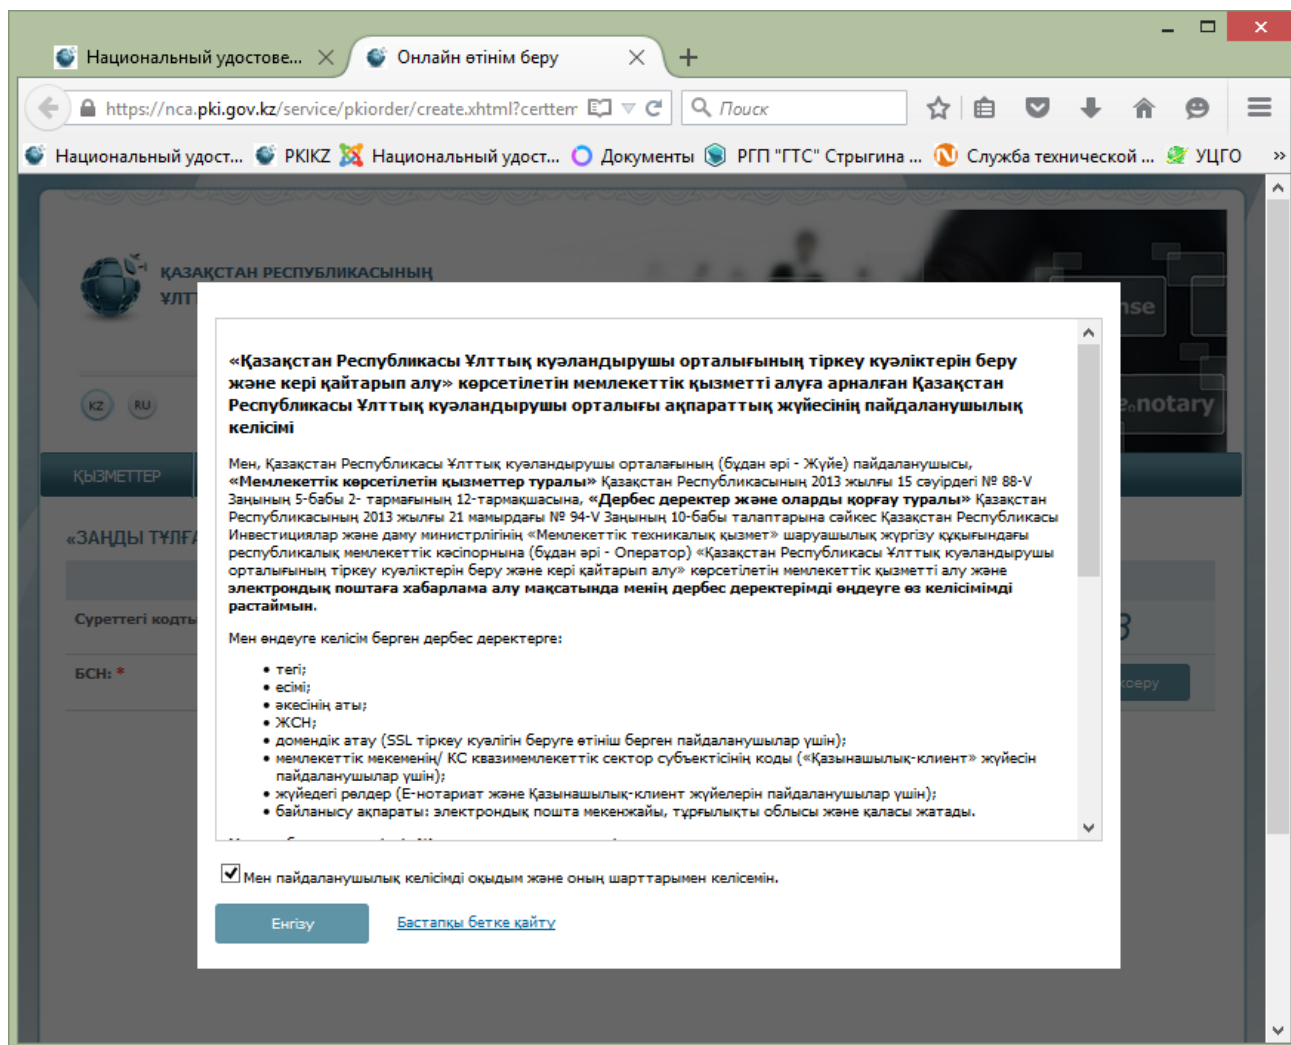 Национальный удостове...
Онлайн өтінім беру
https://nca.pki.gov.kz/service/pkiorder/create.xhtml?certtem
Поиск
Национальный удост...
PKIKZ
Национальный удост...
Документы
РГП "ГТС" Стрыгина ...
Служба технической ...
УЦГО
ҚАЗАҚСТАН РЕСПУБЛИКАСЫНЫҢ
KZ
RU
notary
ҚЫЗМЕТТЕР
Суреттегі
БСН: *
«Қазақстан Республикасы Ұлттық куәландырушы орталығының тіркеу куәліктерін беру
және кері қайтарып алу» көрсетілетін мемлекеттік қызметті алуға арналған Қазақстан
Республикасы Ұлттық куәландырушы орталығы ақпараттық жүйесінің пайдаланушылық
келісімі
Мен, Қазақстан Республикасы Ұлттық куәландырушы орталағының (бұдан әрі - Жүйе) пайдаланушысы,
«Мемлекеттік көрсетілетін қызметтер туралы» Қазақстан Республикасының 2013 жылғы 15 сәуірдегі № 88-V
Заңының 5-бабы 2- тармағының 12-тармақшасына, «Дербес деректер және оларды қорғау туралы» Қазақстан
Республикасының 2013 жылғы 21 мамырдағы № 94-V Заңының 10-бабы талаптарына сәйкес Қазақстан Республикасы
Инвестициялар және даму министрлігінің «Мемлекеттік техникалық қызмет» шаруашылық жүргізу құқығындағы
республикалық мемлекеттік кәсіпорнына (бұдан әрі - Оператор) «Қазақстан Республикасы Ұлттық куәландырушы
орталығының тіркеу куәліктерін беру және кері қайтарып алу» көрсетілетін мемлекеттік қызметті алу және
электрондық поштаға хабарлама алу мақсатында менің дербес деректерімді өңдеуге өз келісімімді
растаймын.
Мен өндеуге келісім берген дербес деректерге:
• тегі;
• есімі;
• әкесінің аты;
• ЖСН;
• домендік атау (SSL тіркеу куәлігін беруге өтініш берген пайдаланушылар үшін);
• мемлекеттік мекеменің/ КС квазимемлекеттік сектор субъектісінің коды («Қазынашылық-клиент» жүйесін
пайдаланушылар үшін);
• жүйедегі рөлдер (Е-нотариат және Қазынашылық-клиент жүйелерін пайдаланушылар үшін);
• байланысу ақпараты: электрондық пошта мекенжайы, тұрғылықты облысы және қаласы жатады.
Мен пайдаланушылық келісімді оқыдым және оның шарттарымен келісемін.
Енгізу
Бастапқы бетке қайту